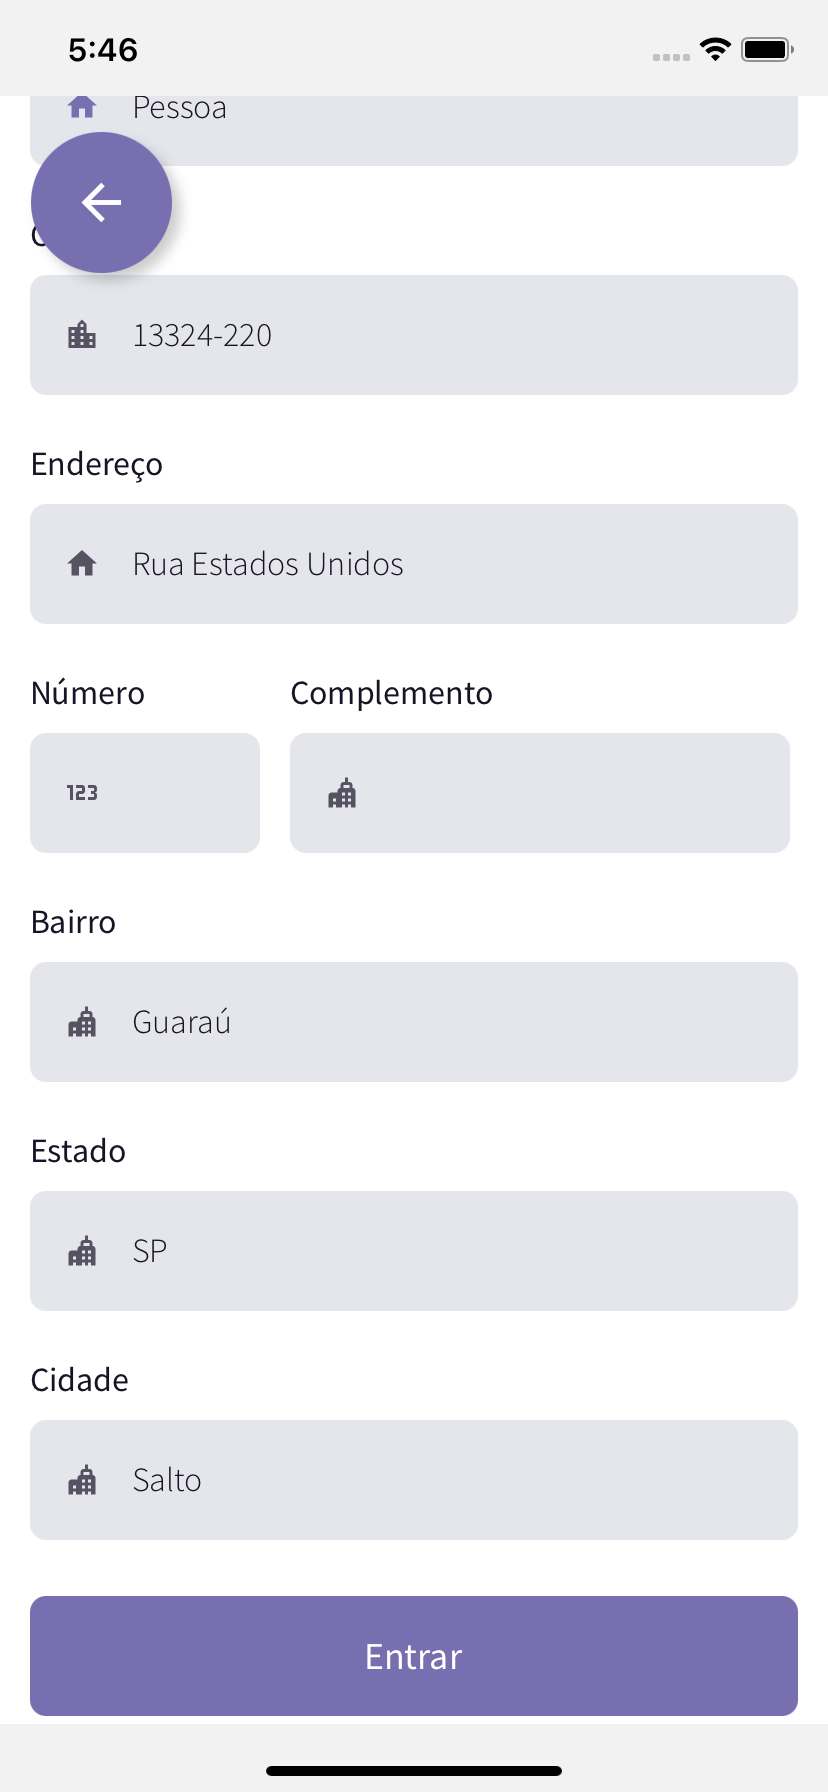 5:46
Pessoa
13324-220
Endereço
Rua Estados Unidos
Número Complemento
123
Bairro
Guaraú
Estado
SP
Cidade
Salto
Entrar